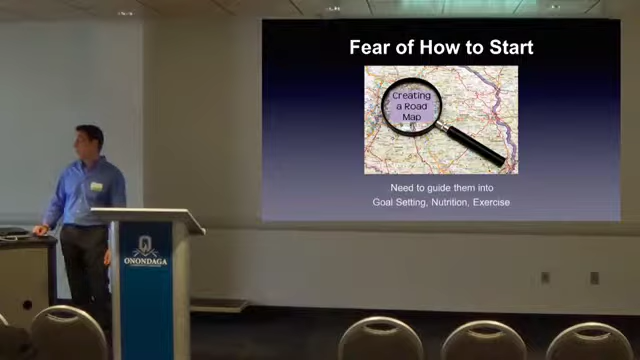 Fear of How to Start
Creating
a Road
Map
Need to guide them into
Goal Setting, Nutrition, Exercise
ONONDAGA